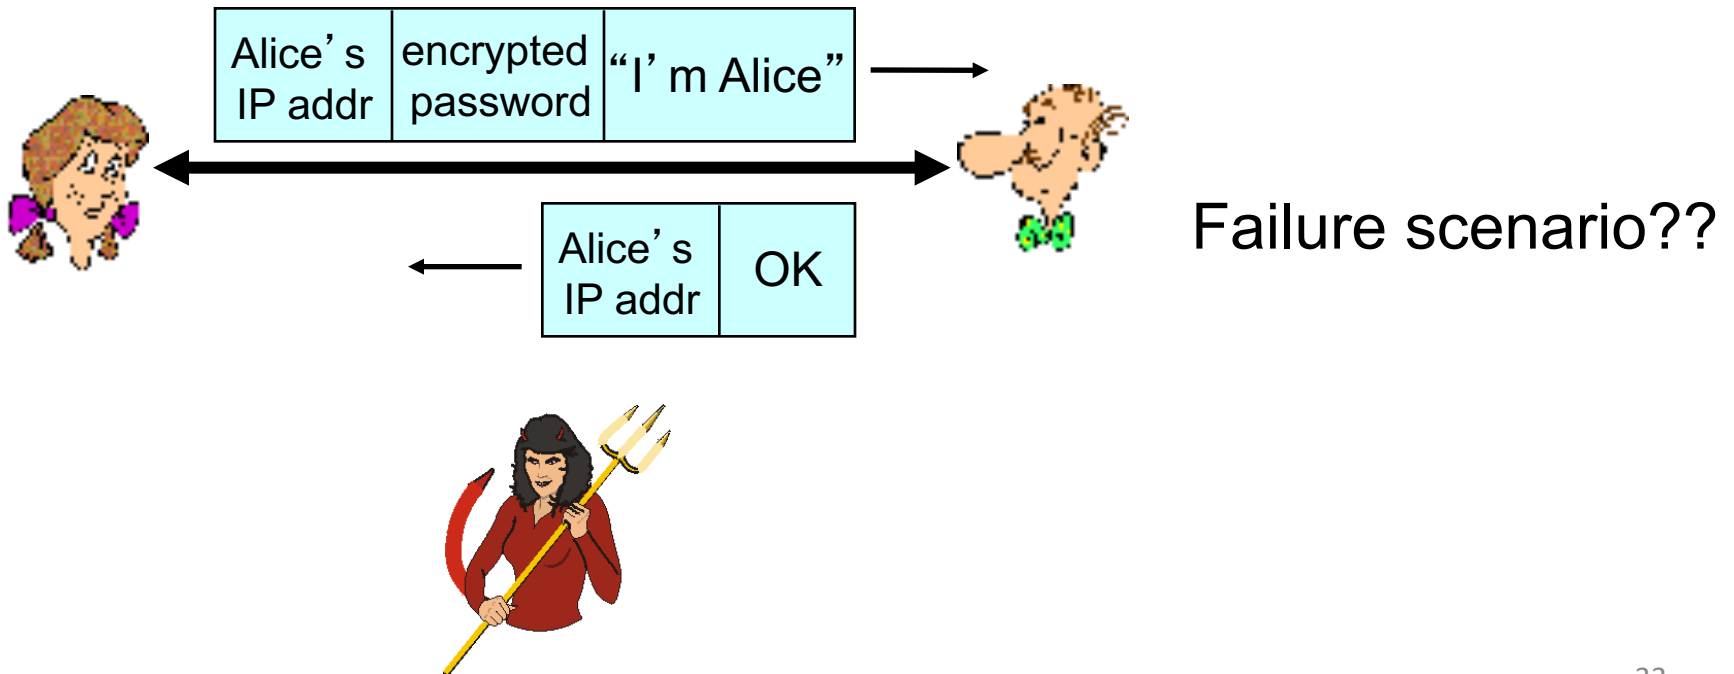 Alice’s
IP addr
encrypted
password
“I’m Alice”
Alice’s
IP addr
OK
Failure scenario??